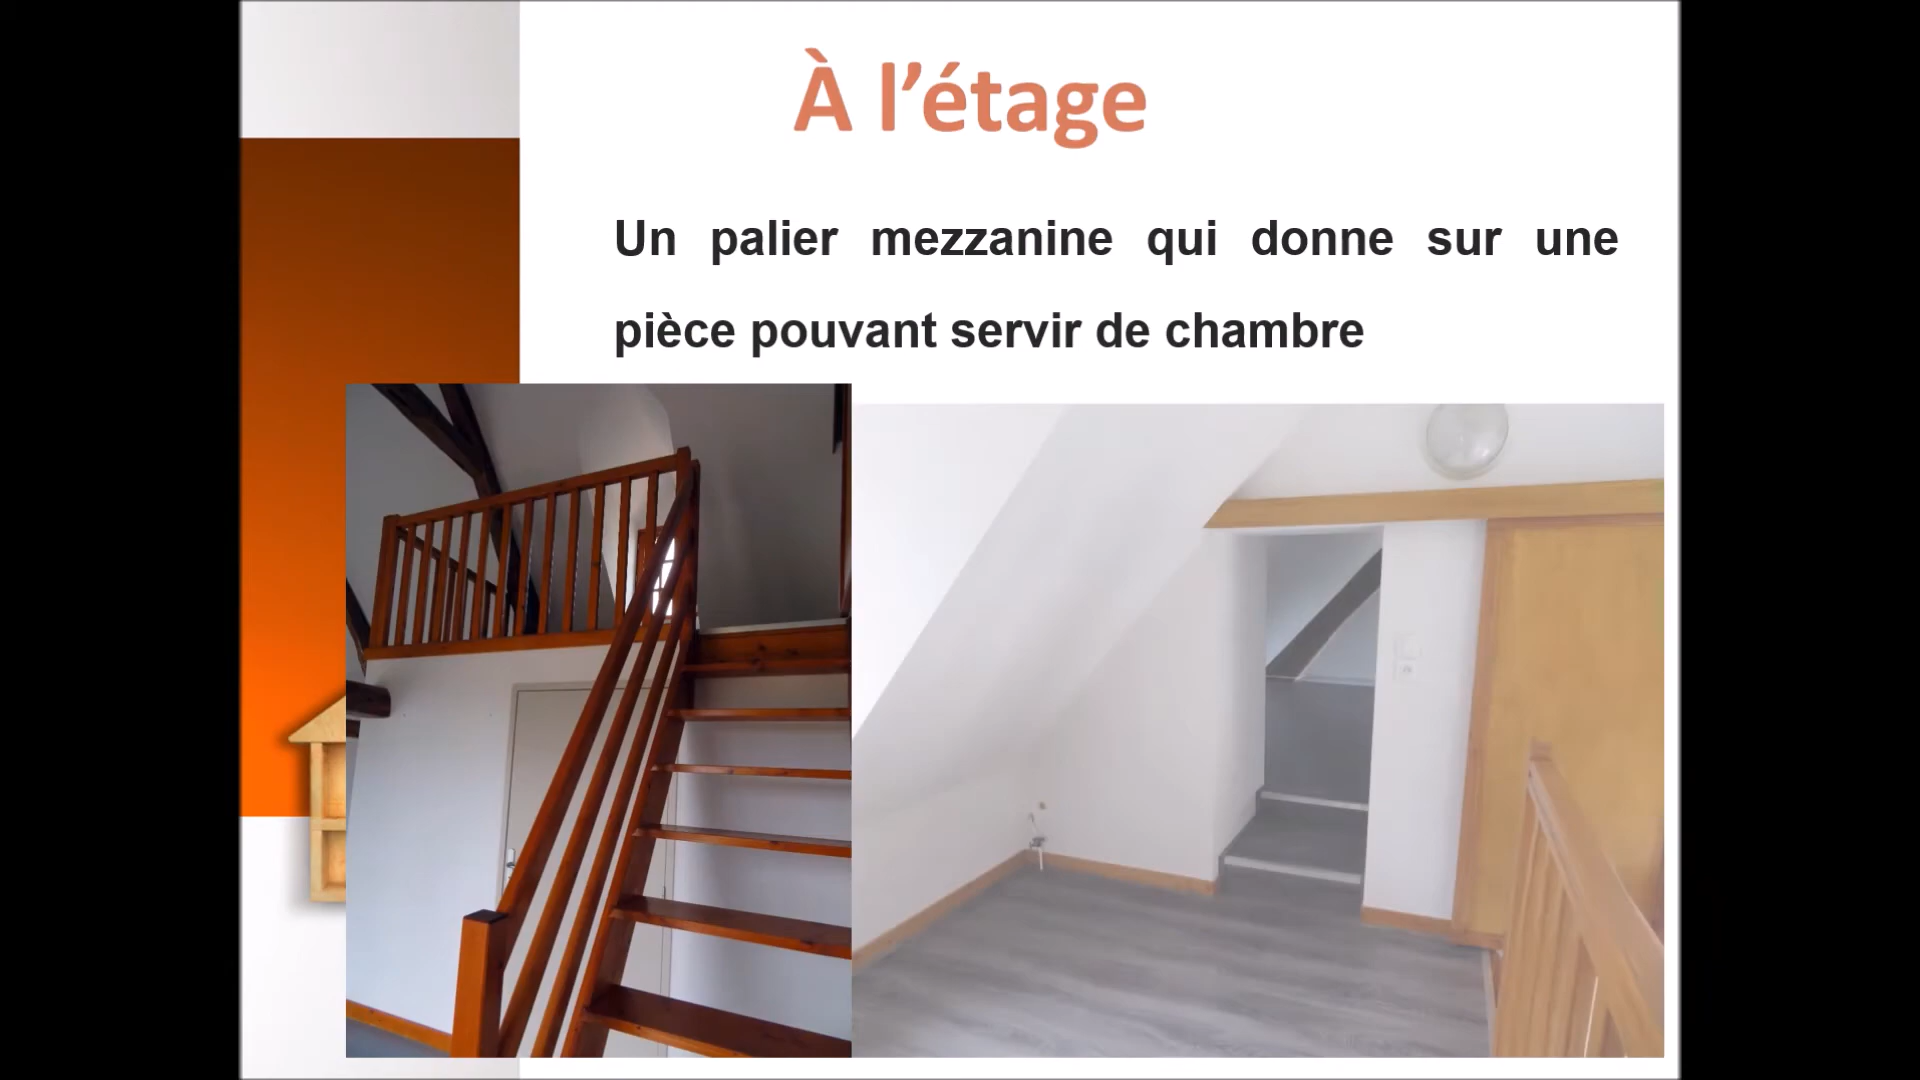 À l’étage
Un palier mezzanine qui donne sur une
pièce pouvant servir de chambre